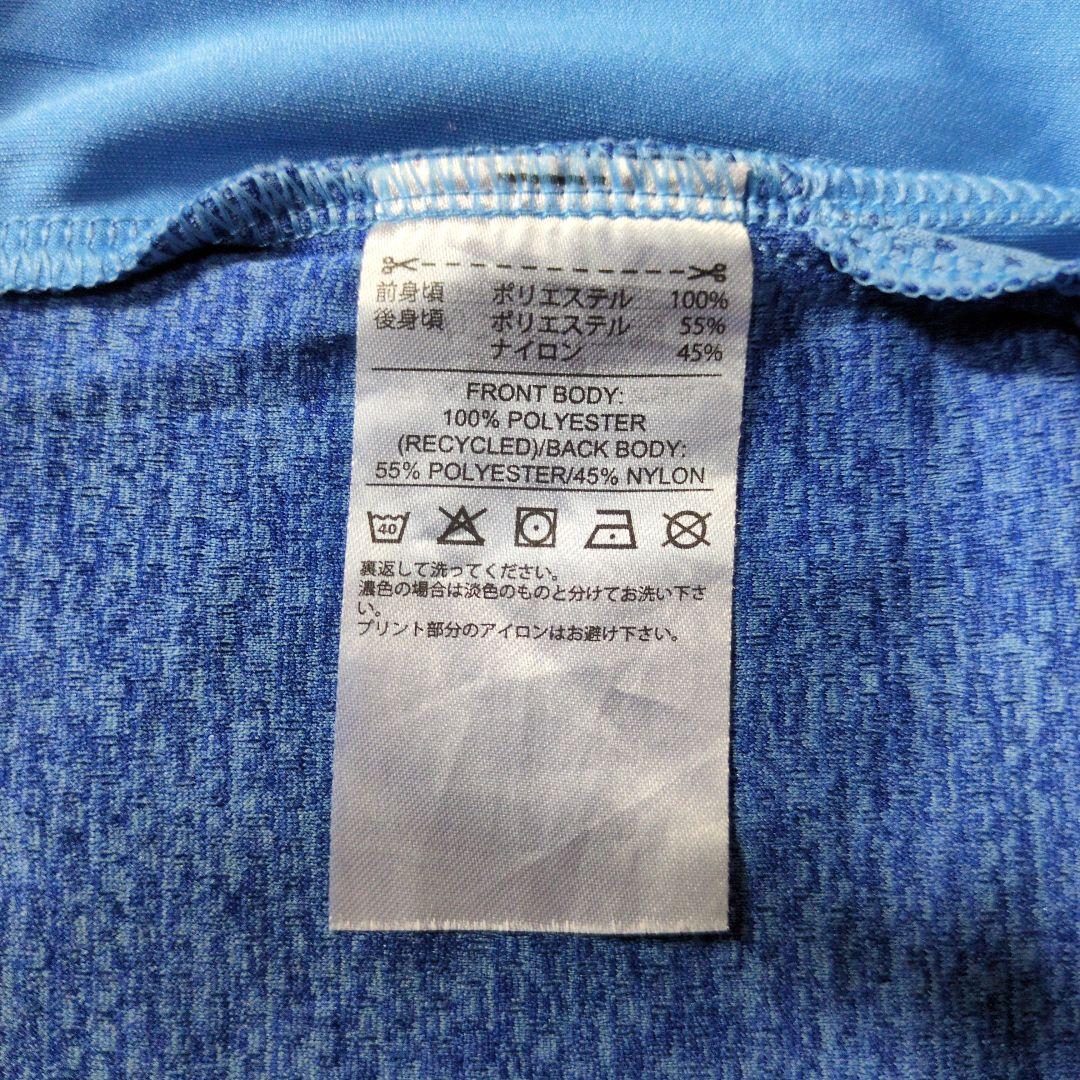 前身頃 ポリエステル 100%
後身頃 ポリエステル 55%
ナイロン 45%
FRONT BODY:
100% POLYESTER
(RECYCLED)/BACK BODY:
55% POLYESTER/45% NYLON
40
裏返して洗ってください。
濃色の場合は淡色のものと分けてお洗い下さ
い。
プリント部分のアイロンはお避け下さい。